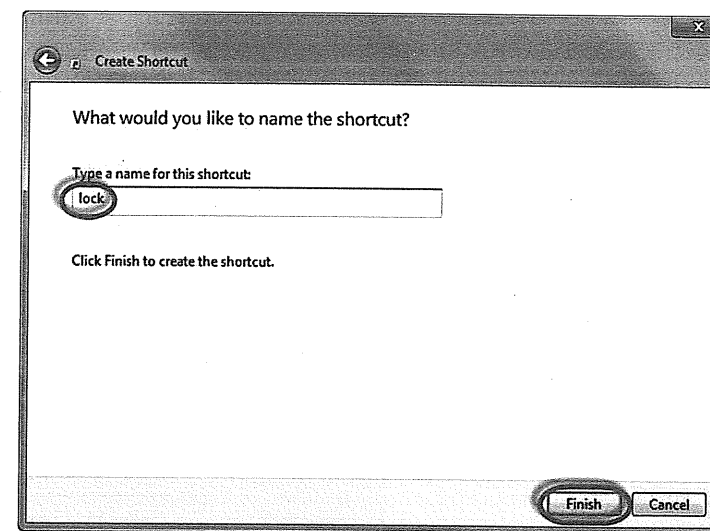 Create Shortcut
What would you like to name the shortcut?
Type a name for this shortcut:
lock
Click Finish to create the shortcut.
Finish
Cancel